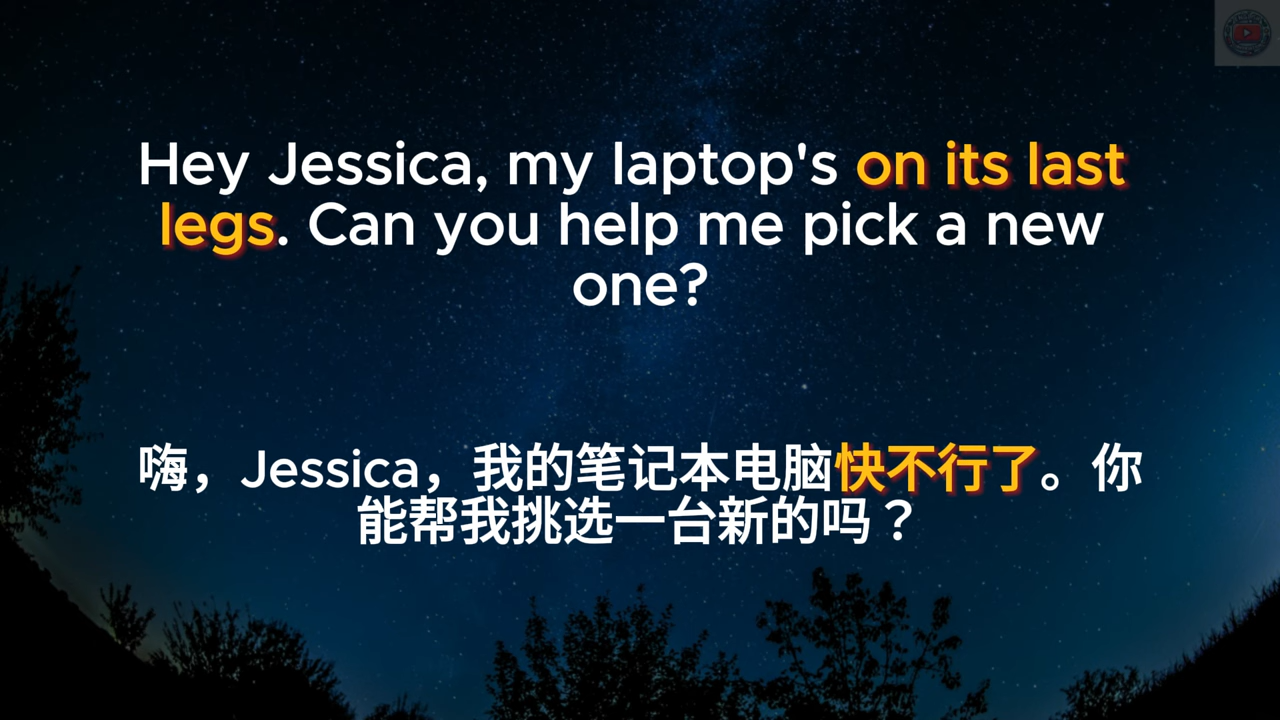 Hey Jessica, my laptop's on its last
legs. Can you help me pick a new
one?
嗨，Jessica，我的笔记本电脑快不行了。你
能帮我挑选一台新的吗？